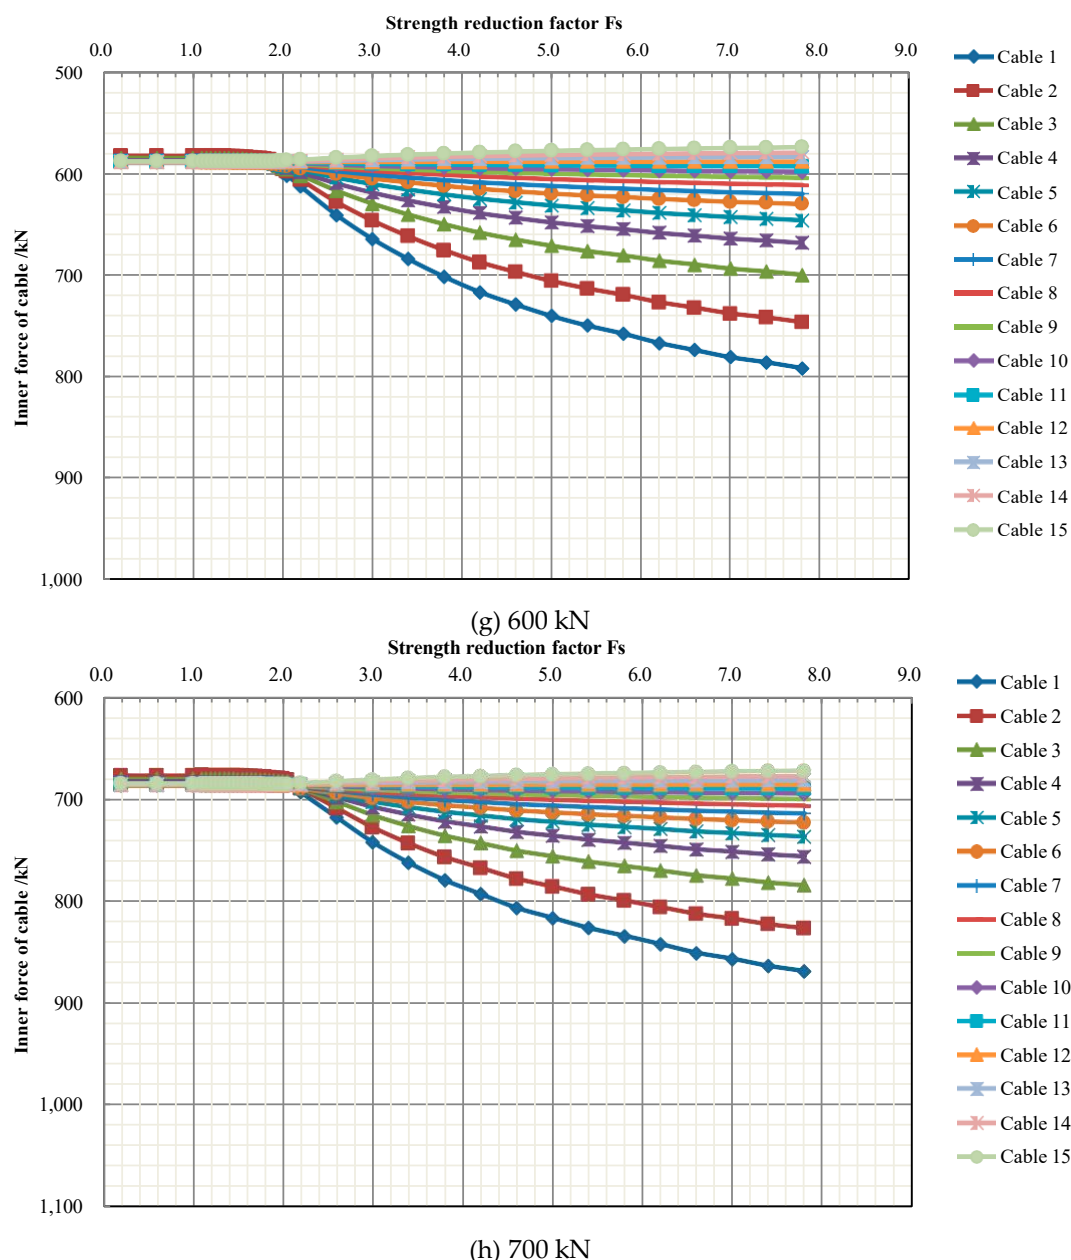 Strength reduction factor Fs
0.0 1.0 2.0 3.0 4.0 5.0 6.0 7.0 8.0 9.0
500
600
700
800
900
1,000
Inner force of cable /kN
Cable 1
Cable 2
Cable 3
Cable 4
Cable 5
Cable 6
Cable 7
Cable 8
Cable 9
Cable 10
Cable 11
Cable 12
Cable 13
Cable 14
Cable 15
(g) 600 kN
Strength reduction factor Fs
0.0 1.0 2.0 3.0 4.0 5.0 6.0 7.0 8.0 9.0
600
700
800
900
1,000
1,100
Inner force of cable /kN
Cable 1
Cable 2
Cable 3
Cable 4
Cable 5
Cable 6
Cable 7
Cable 8
Cable 9
Cable 10
Cable 11
Cable 12
Cable 13
Cable 14
Cable 15
(h) 700 kN